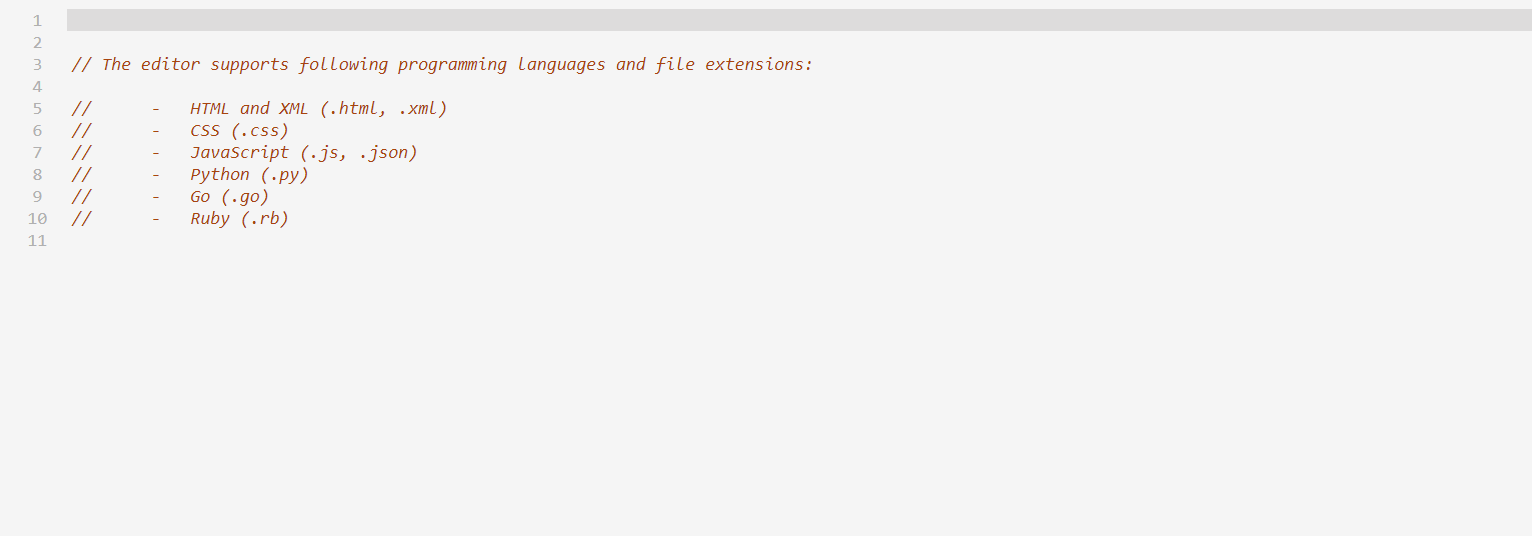 1
2
3 // The editor supports following programming languages and file extensions:
4
5 //      -   HTML and XML (.html, .xml)
6 //      -   CSS (.css)
7 //      -   JavaScript (.js, .json)
8 //      -   Python (.py)
9 //      -   Go (.go)
10 //      -   Ruby (.rb)
11